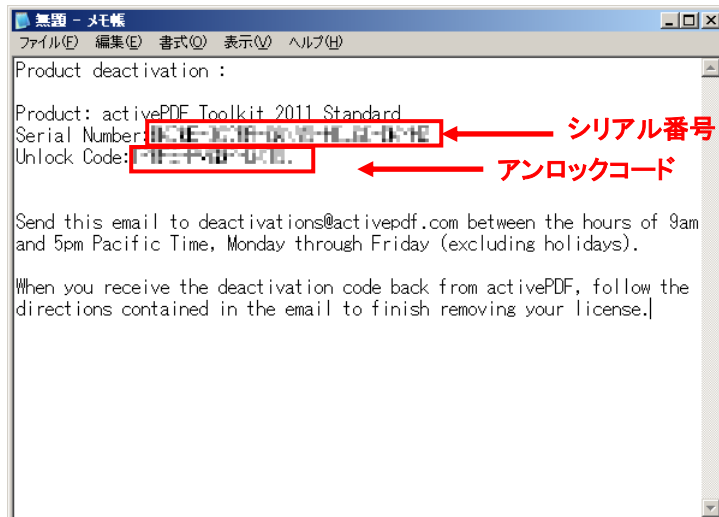 無題 - メモ帳
ファイル(F) 編集(E) 書式(O) 表示(V) ヘルプ(H)
Product deactivation :
Product: activePDF Toolkit 2011 Standard
Serial Number: シリアル番号
Unlock Code: アンロックコード
Send this email to deactivations@activepdf.com between the hours of 9am
and 5pm Pacific Time, Monday through Friday (excluding holidays).
When you receive the deactivation code back from activePDF, follow the
directions contained in the email to finish removing your license.